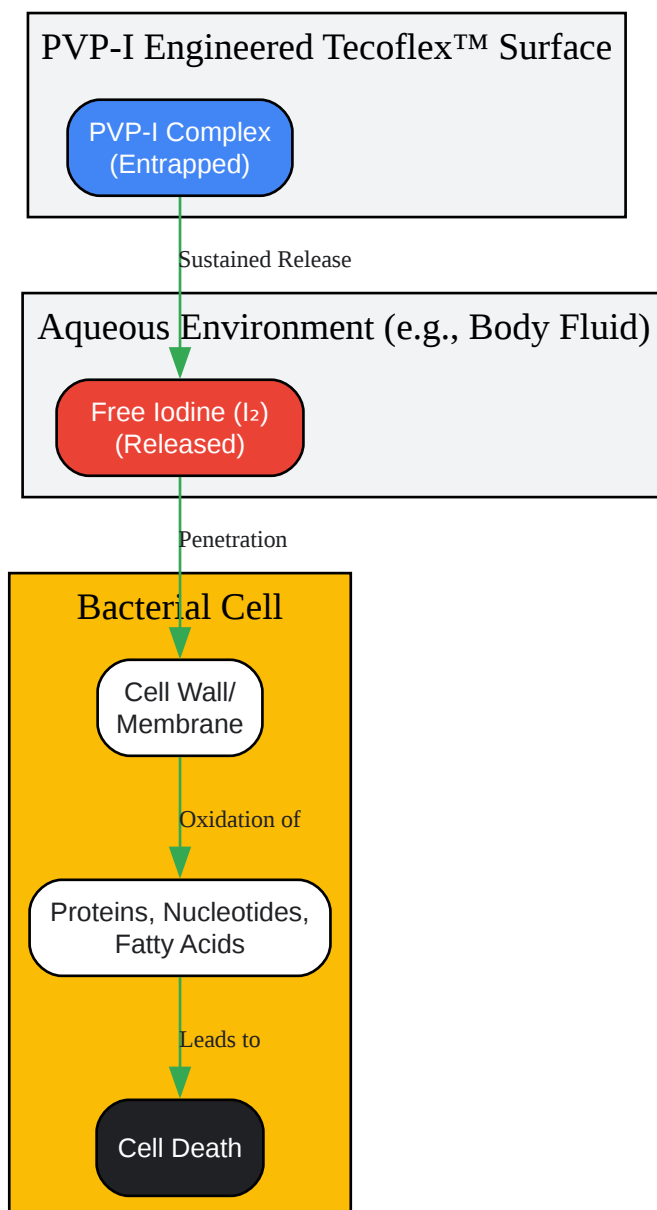 PVP-I Engineered Tecoflex™ Surface
PVP-I Complex
(Entrapped)
Sustained Release
Aqueous Environment (e.g., Body Fluid)
Free Iodine (I₂)
(Released)
Penetration
Bacterial Cell
Cell Wall/
Membrane
Oxidation of
Proteins, Nucleotides,
Fatty Acids
Leads to
Cell Death